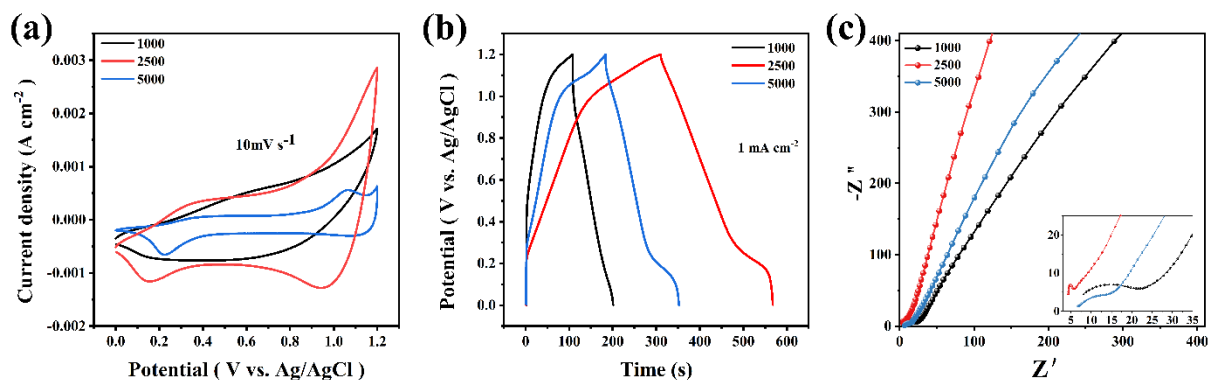 (a)
1000
2500
5000
10mV s-1
0.003
0.002
0.001
0.000
-0.001
-0.002
Current density (A cm-2)
0.0 0.2 0.4 0.6 0.8 1.0 1.2
Potential ( V vs. Ag/AgCl)
(b)
1000
2500
5000
1 mA cm-2
1.2
1.0
0.8
0.6
0.4
0.2
0.0
Potential ( V vs. Ag/AgCl)
0 100 200 300 400 500 600
Time (s)
(c)
1000
2500
5000
400
300
200
100
0
-Z''
0 50 100 200 300 400
Z'
20
10
0
5 10 15 20 25 30 35